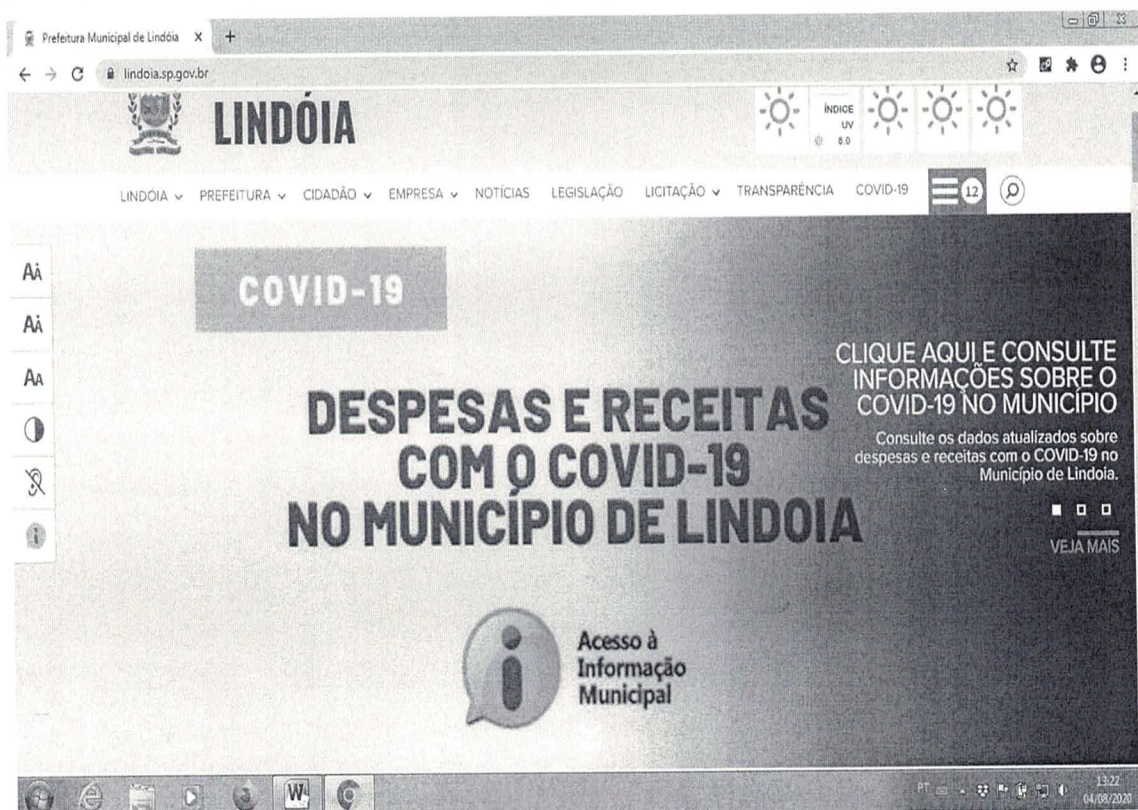 Prefeitura Municipal de Lindóia X +
lindoia.sp.gov.br
LINDÓIA
ÍNDICE
UV
6.0
LINDÓIA PREFEITURA CIDADÃO EMPRESA NOTÍCIAS LEGISLAÇÃO LICITAÇÃO TRANSPARÊNCIA COVID-19 12
AA
AA
AA
COVID-19
DESPESAS E RECEITAS
COM O COVID-19
NO MUNICÍPIO DE LINDOIA
CLIQUE AQUI E CONSULTE
INFORMAÇÕES SOBRE O
COVID-19 NO MUNICÍPIO
Consulte os dados atualizados sobre
despesas e receitas com o COVID-19 no
Município de Lindoia.
VEJA MAIS
i
Acesso à
Informação
Municipal
W
PT
13:22
04/08/2020